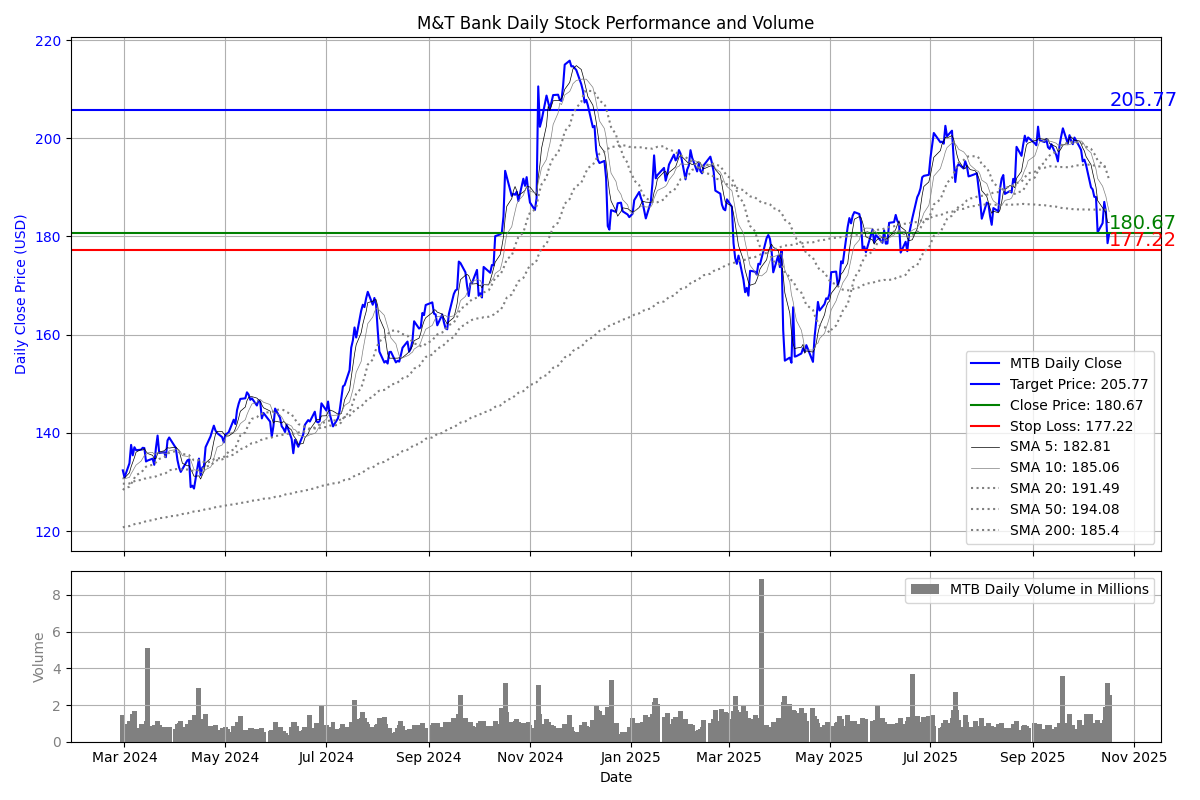 M&T Bank Daily Stock Performance and Volume
Daily Close Price (USD)
220
200
180
160
140
120
205.77
180.67
177.22
MTB Daily Close
Target Price: 205.77
Close Price: 180.67
Stop Loss: 177.22
SMA 5: 182.81
SMA 10: 185.06
SMA 20: 191.49
SMA 50: 194.08
SMA 200: 185.4
Volume
8
6
4
2
0
MTB Daily Volume in Millions
Mar 2024 May 2024 Jul 2024 Sep 2024 Nov 2024 Jan 2025 Mar 2025 May 2025 Jul 2025 Sep 2025 Nov 2025
Date